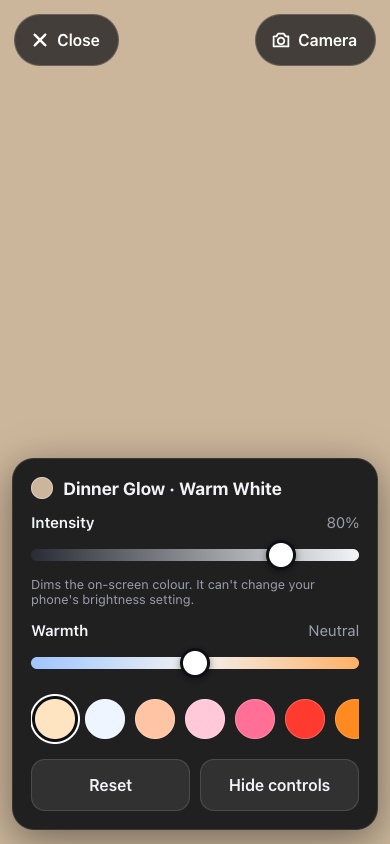 Close
Camera
Dinner Glow · Warm White
Intensity
80%
Dims the on-screen colour. It can't change your
phone's brightness setting.
Warmth
Neutral
Reset
Hide controls